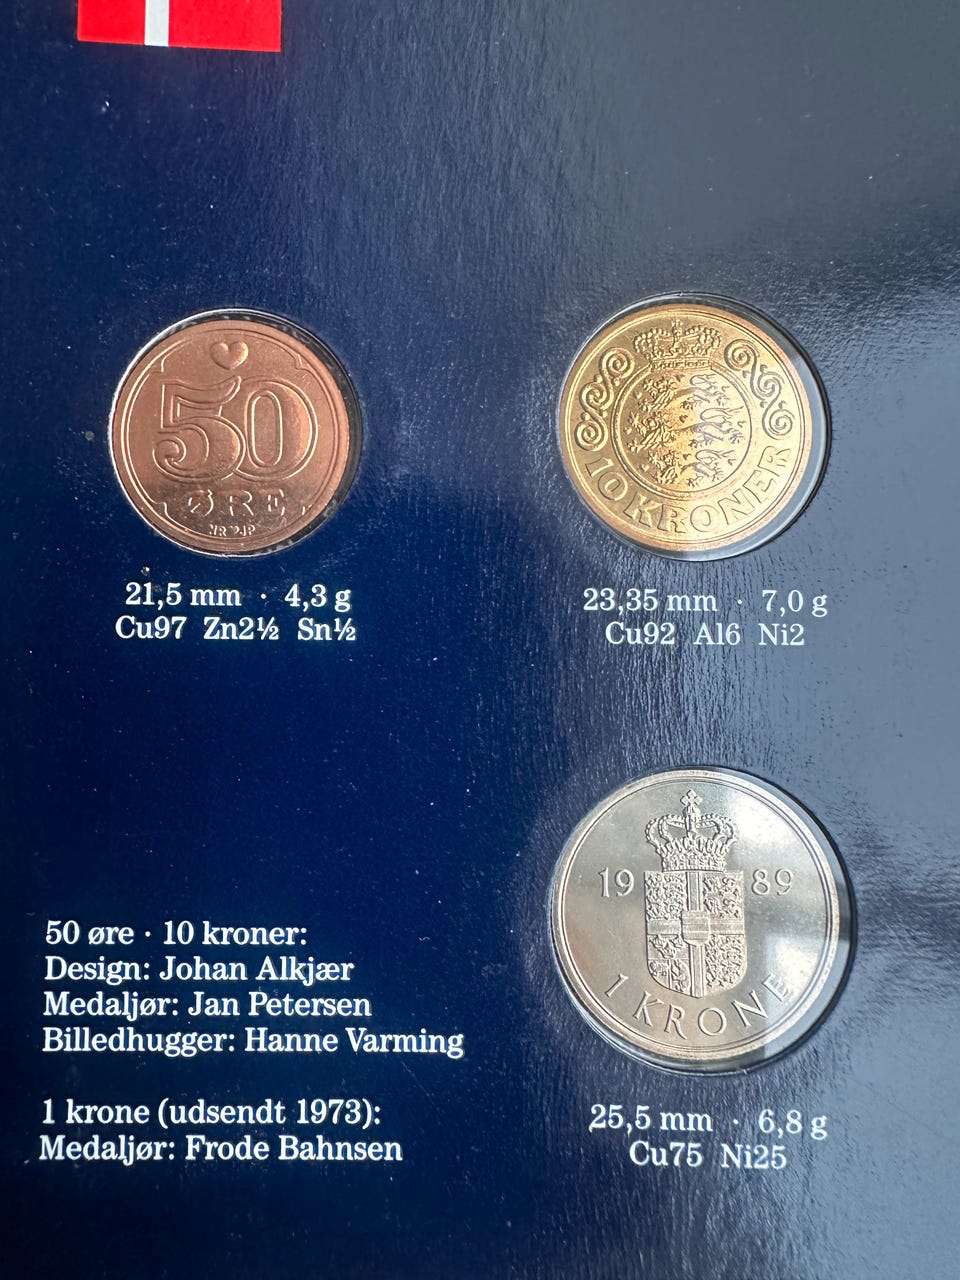 50
ØRE
NR JP
10 KRONER
21,5 mm · 4,3 g
Cu97 Zn2½ Sn½
23,35 mm · 7,0 g
Cu92 Al6 Ni2
19 89
1 KRONE
50 øre · 10 kroner:
Design: Johan Alkjær
Medaljør: Jan Petersen
Billedhugger: Hanne Varming
1 krone (udsendt 1973):
Medaljør: Frode Bahnsen
25,5 mm · 6,8 g
Cu75 Ni25